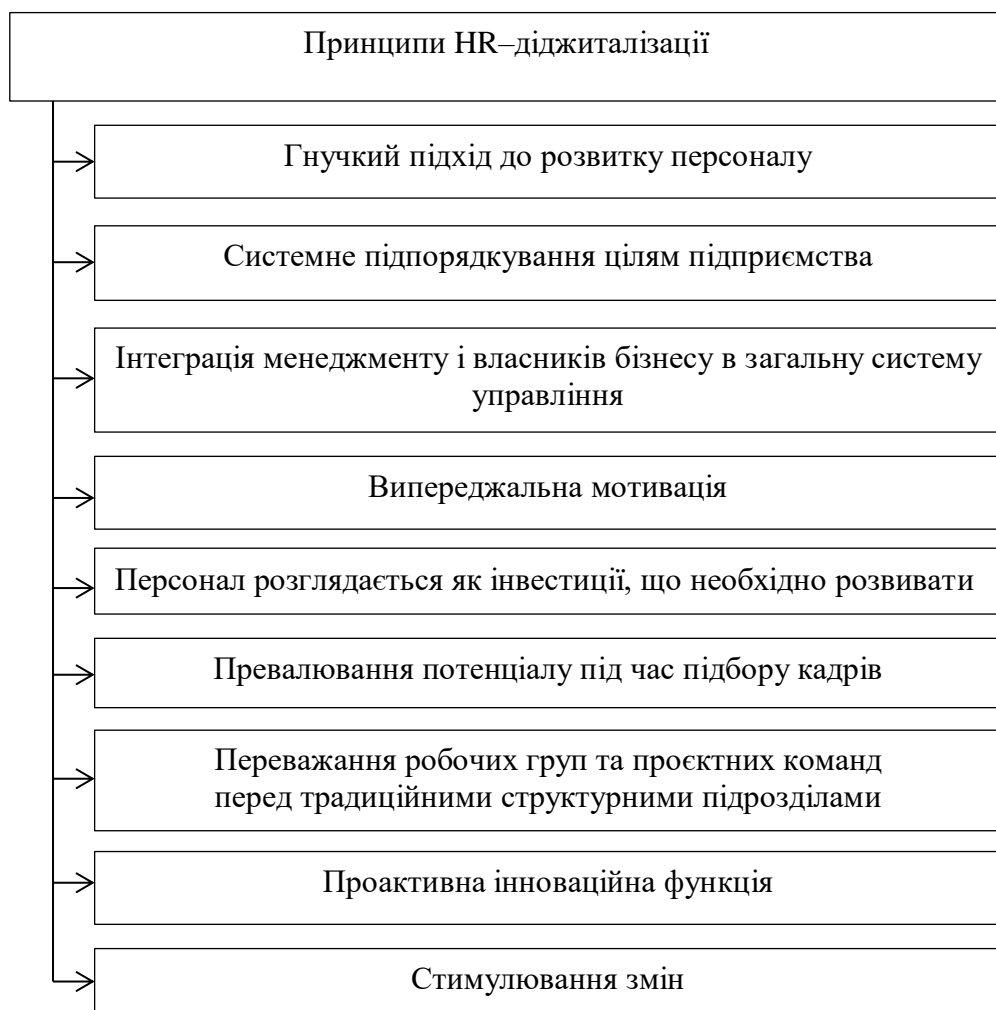 Принципи HR–діджиталізації
Гнучкий підхід до розвитку персоналу
Системне підпорядкування цілям підприємства
Інтеграція менеджменту і власників бізнесу в загальну систему
управління
Випереджальна мотивація
Персонал розглядається як інвестиції, що необхідно розвивати
Превалювання потенціалу під час підбору кадрів
Переважання робочих груп та проєктних команд
перед традиційними структурними підрозділами
Проактивна інноваційна функція
Стимулювання змін